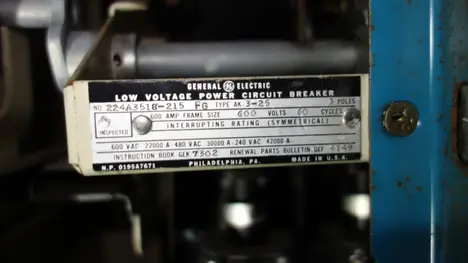 GENERAL GE ELECTRIC
LOW VOLTAGE POWER CIRCUIT BREAKER
NO. 224A3518-215 FG TYPE AK. 3-25 3 POLES
600 AMP FRAME SIZE 600 VOLTS 60 CYCLES
INTERRUPTING RATING (SYMMETRICAL)
INSPECTED
600 VAC 22000 A 480 VAC 30000 A 240 VAC 42000 A
INSTRUCTION BOOK GEK 7302 RENEWAL PARTS BULLETIN GEF 4149
N.P. 0195A7671 PHILADELPHIA, PA. MADE IN U.S.A.